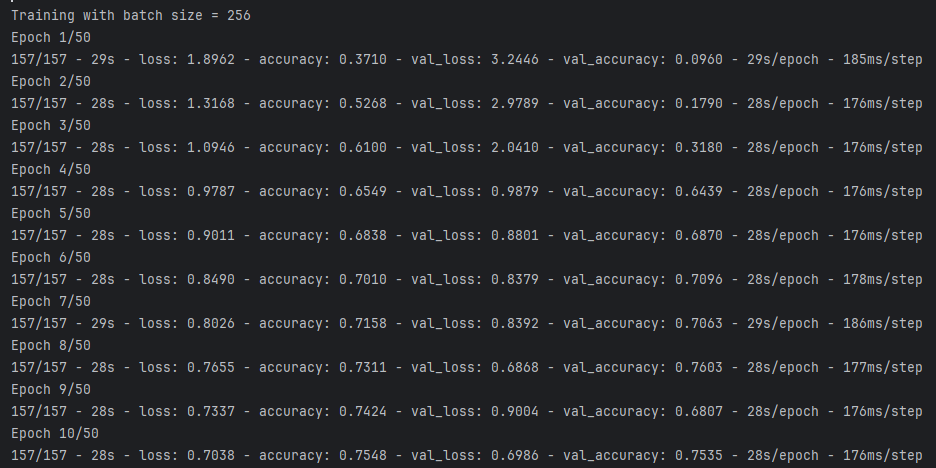 Training with batch size = 256
Epoch 1/50
157/157 - 29s - loss: 1.8962 - accuracy: 0.3710 - val_loss: 3.2446 - val_accuracy: 0.0960 - 29s/epoch - 185ms/step
Epoch 2/50
157/157 - 28s - loss: 1.3168 - accuracy: 0.5268 - val_loss: 2.9789 - val_accuracy: 0.1790 - 28s/epoch - 176ms/step
Epoch 3/50
157/157 - 28s - loss: 1.0946 - accuracy: 0.6100 - val_loss: 2.0410 - val_accuracy: 0.3180 - 28s/epoch - 176ms/step
Epoch 4/50
157/157 - 28s - loss: 0.9787 - accuracy: 0.6549 - val_loss: 0.9879 - val_accuracy: 0.6439 - 28s/epoch - 176ms/step
Epoch 5/50
157/157 - 28s - loss: 0.9011 - accuracy: 0.6838 - val_loss: 0.8801 - val_accuracy: 0.6870 - 28s/epoch - 176ms/step
Epoch 6/50
157/157 - 28s - loss: 0.8490 - accuracy: 0.7010 - val_loss: 0.8379 - val_accuracy: 0.7096 - 28s/epoch - 178ms/step
Epoch 7/50
157/157 - 29s - loss: 0.8026 - accuracy: 0.7158 - val_loss: 0.8392 - val_accuracy: 0.7063 - 29s/epoch - 186ms/step
Epoch 8/50
157/157 - 28s - loss: 0.7655 - accuracy: 0.7311 - val_loss: 0.6868 - val_accuracy: 0.7603 - 28s/epoch - 177ms/step
Epoch 9/50
157/157 - 28s - loss: 0.7337 - accuracy: 0.7424 - val_loss: 0.9004 - val_accuracy: 0.6807 - 28s/epoch - 176ms/step
Epoch 10/50
157/157 - 28s - loss: 0.7038 - accuracy: 0.7548 - val_loss: 0.6986 - val_accuracy: 0.7535 - 28s/epoch - 176ms/step